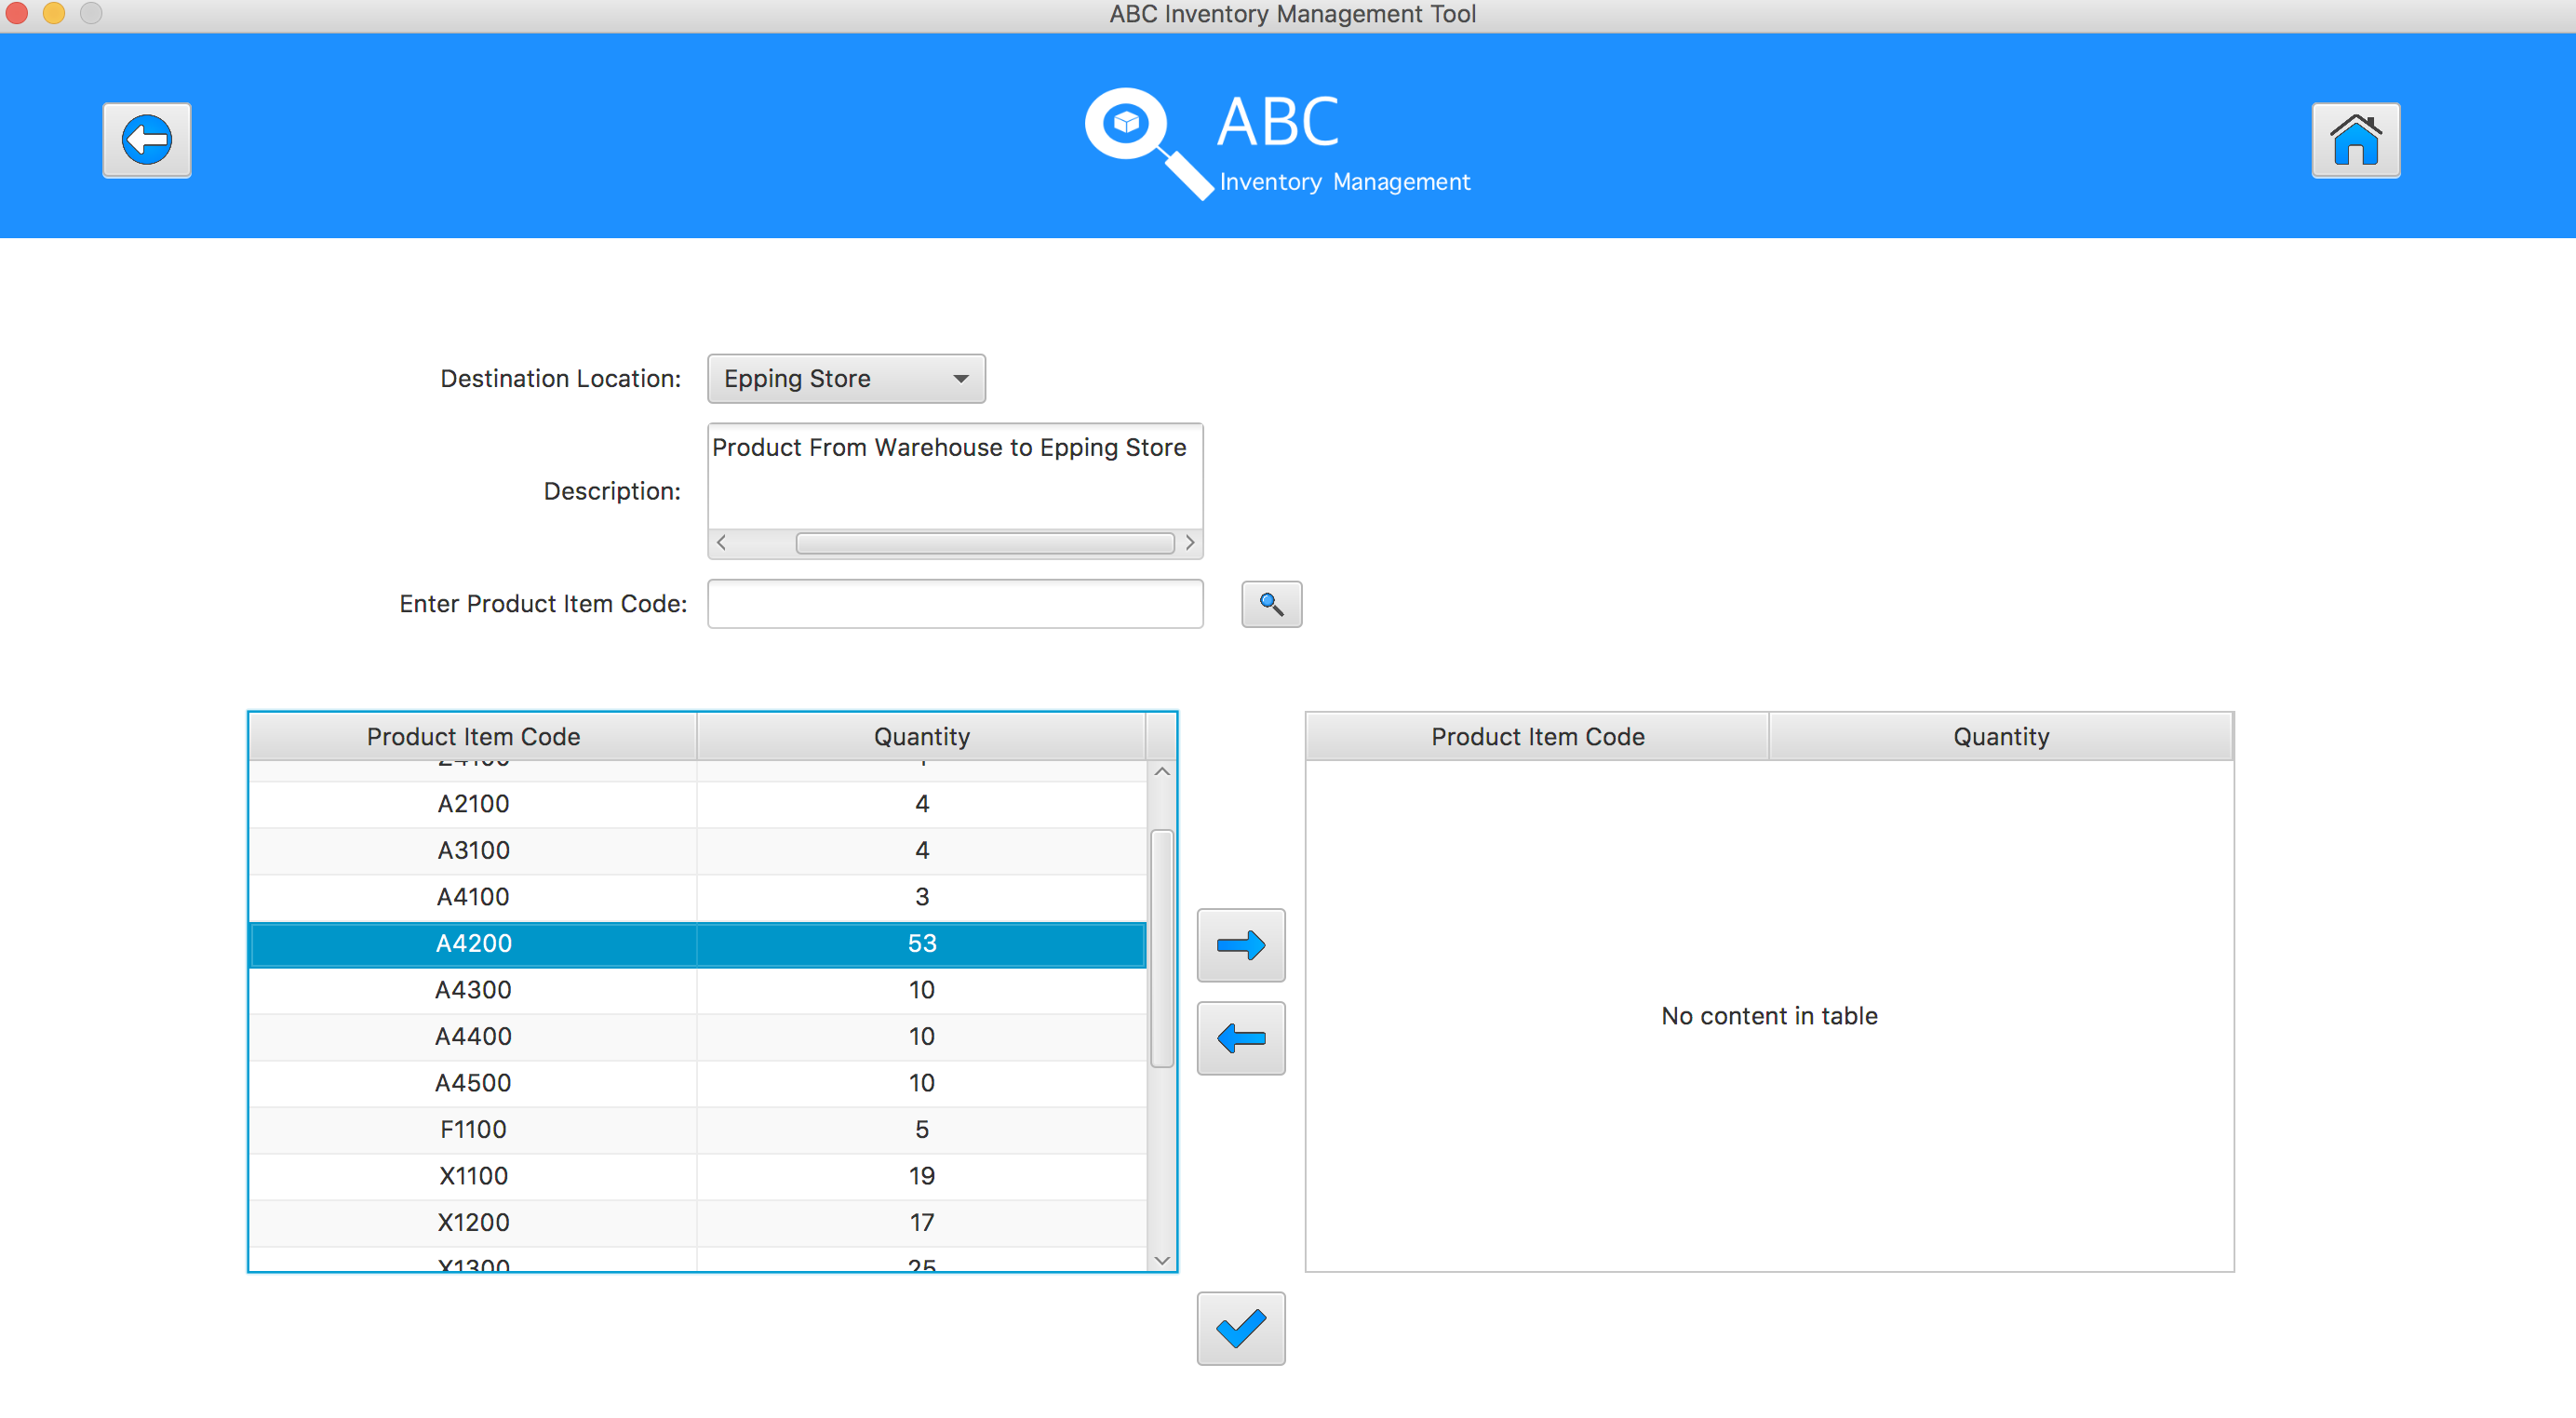 ABC Inventory Management Tool
ABC
Inventory Management
Destination Location: Epping Store
Description: Product From Warehouse to Epping Store
Enter Product Item Code:
Product Item Code Quantity
A2100 4
A3100 4
A4100 3
A4200 53
A4300 10
A4400 10
A4500 10
F1100 5
X1100 19
X1200 17
X1300 25
Product Item Code Quantity
No content in table